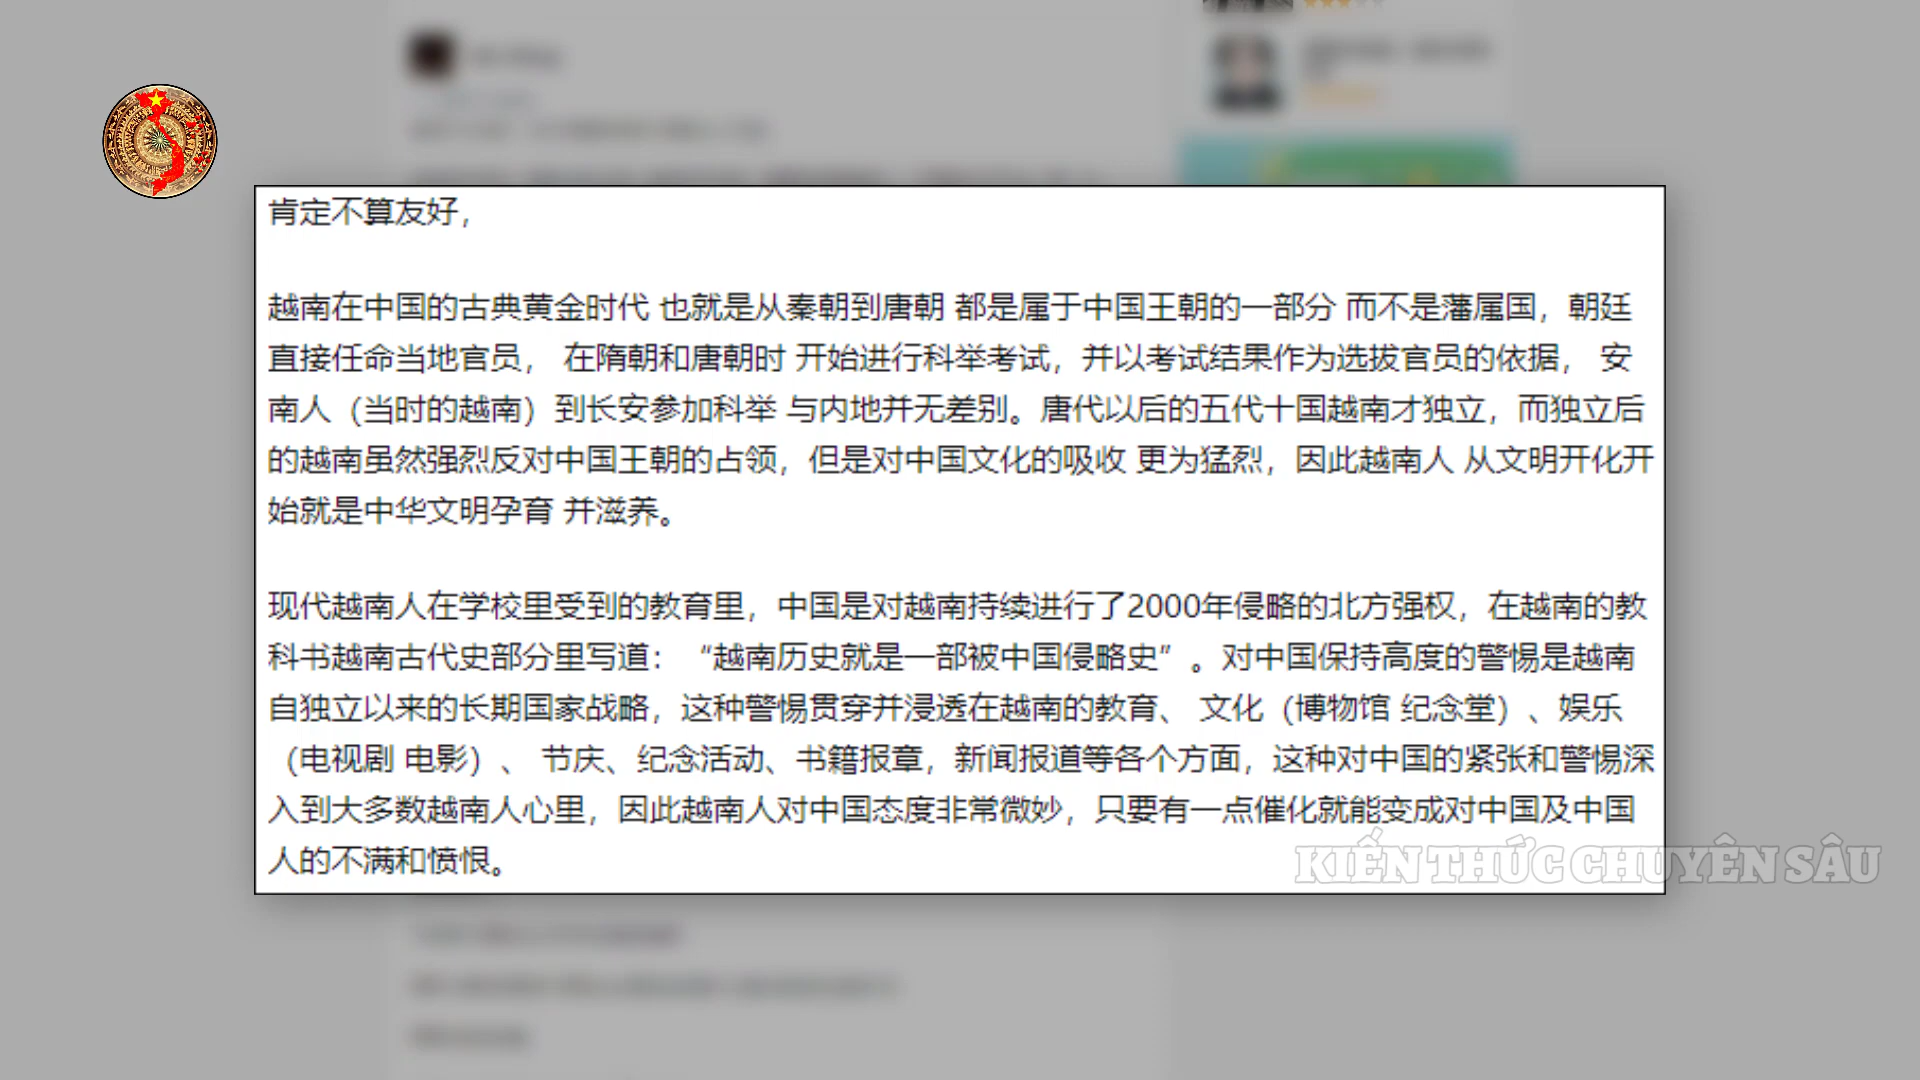 肯定不算友好，
越南在中国的古典黄金时代 也就是从秦朝到唐朝 都是属于中国王朝的一部分 而不是藩属国，朝廷
直接任命当地官员， 在隋朝和唐朝时 开始进行科举考试，并以考试结果作为选拔官员的依据， 安
南人（当时的越南）到长安参加科举 与内地并无差别。唐代以后的五代十国越南才独立，而独立后
的越南虽然强烈反对中国王朝的占领，但是对中国文化的吸收 更为猛烈，因此越南人 从文明开化开
始就是中华文明孕育 并滋养。
现代越南人在学校里受到的教育里，中国是对越南持续进行了2000年侵略的北方强权，在越南的教
科书越南古代史部分里写道： “越南历史就是一部被中国侵略史” 。对中国保持高度的警惕是越南
自独立以来的长期国家战略，这种警惕贯穿并浸透在越南的教育、 文化（博物馆 纪念堂）、娱乐
（电视剧 电影）、 节庆、纪念活动、书籍报章，新闻报道等各个方面，这种对中国的紧张和警惕深
入到大多数越南人心里，因此越南人对中国态度非常微妙，只要有一点催化就能变成对中国及中国
人的不满和愤恨。
KIẾN THỨC CHUYÊN SÂU